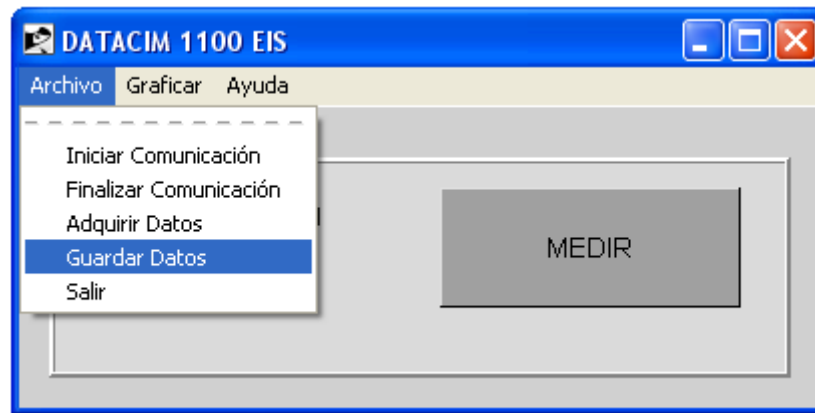 DATACIM 1100 EIS
Archivo Graficar Ayuda
Iniciar Comunicación
Finalizar Comunicación
Adquirir Datos
Guardar Datos
Salir
MEDIR